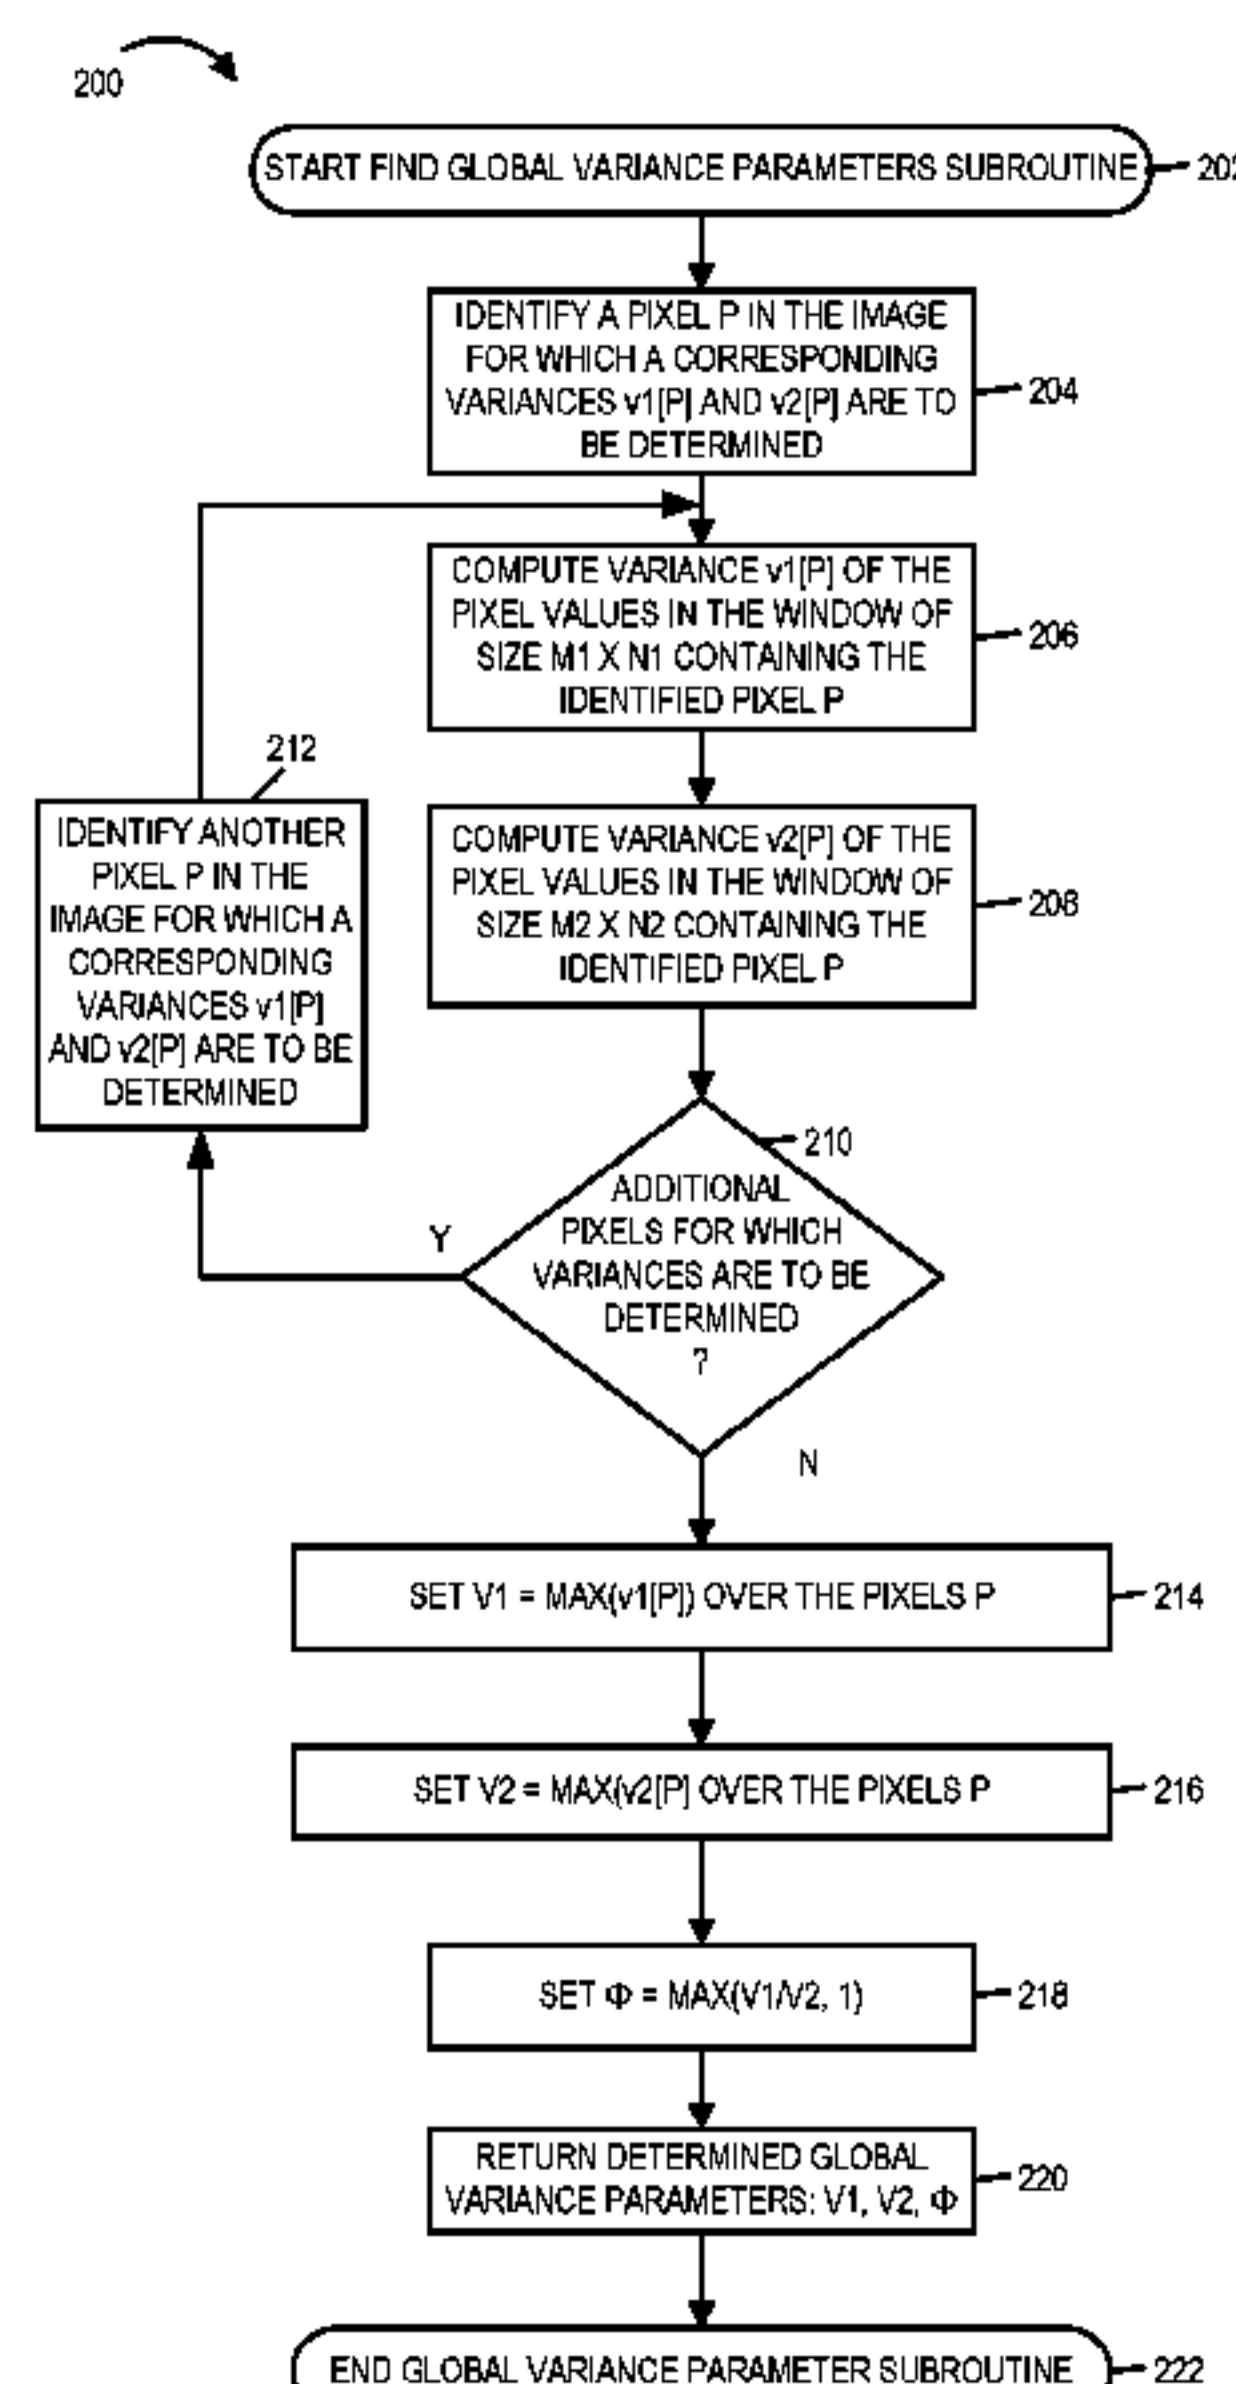 200
START FIND GLOBAL VARIANCE PARAMETERS SUBROUTINE
IDENTIFY A PIXEL P IN THE IMAGE
FOR WHICH A CORRESPONDING
VARIANCES v1[P] AND v2[P] ARE TO
BE DETERMINED
204
COMPUTE VARIANCE v1[P] OF THE
PIXEL VALUES IN THE WINDOW OF
SIZE M1 X N1 CONTAINING THE
IDENTIFIED PIXEL P
206
212
IDENTIFY ANOTHER
PIXEL P IN THE
IMAGE FOR WHICH A
CORRESPONDING
VARIANCES v1[P]
AND v2[P] ARE TO BE
DETERMINED
COMPUTE VARIANCE v2[P] OF THE
PIXEL VALUES IN THE WINDOW OF
SIZE M2 X N2 CONTAINING THE
IDENTIFIED PIXEL P
208
210
ADDITIONAL
PIXELS FOR WHICH
VARIANCES ARE TO BE
DETERMINED
?
Y
N
SET V1 = MAX(v1[P]) OVER THE PIXELS P
214
SET V2 = MAX(v2[P] OVER THE PIXELS P
216
SET Φ = MAX(V1/V2, 1)
218
RETURN DETERMINED GLOBAL
VARIANCE PARAMETERS: V1, V2, Φ
220
END GLOBAL VARIANCE PARAMETER SUBROUTINE
222